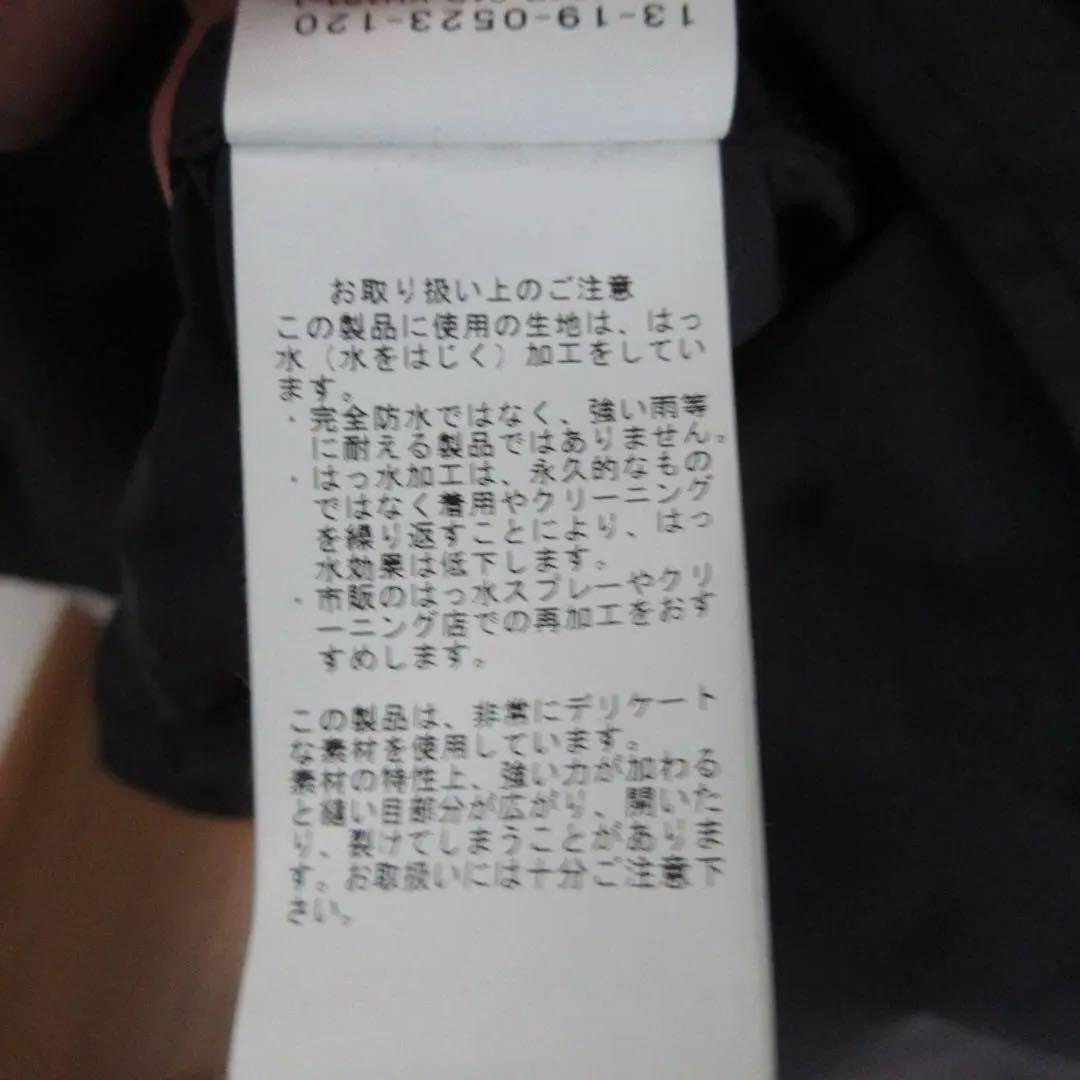 13-19-0523-120
お取り扱い上のご注意
この製品に使用の生地は、はっ
水（水をはじく）加工をしてい
ます。
・完全防水ではなく、強い雨等
に耐える製品ではありません。
・はっ水加工は、永久的なもの
ではなく着用やクリーニング
を繰り返すことにより、はっ
水効果は低下します。
・市販のはっ水スプレーやクリ
ーニング店での再加工をおす
すめします。
この製品は、非常にデリケート
な素材を使用しています。
素材の特性上、強い力が加わる
と縫い目部分が広がり、開いた
り、裂けてしまうことがありま
す。お取扱いには十分ご注意下
さい。